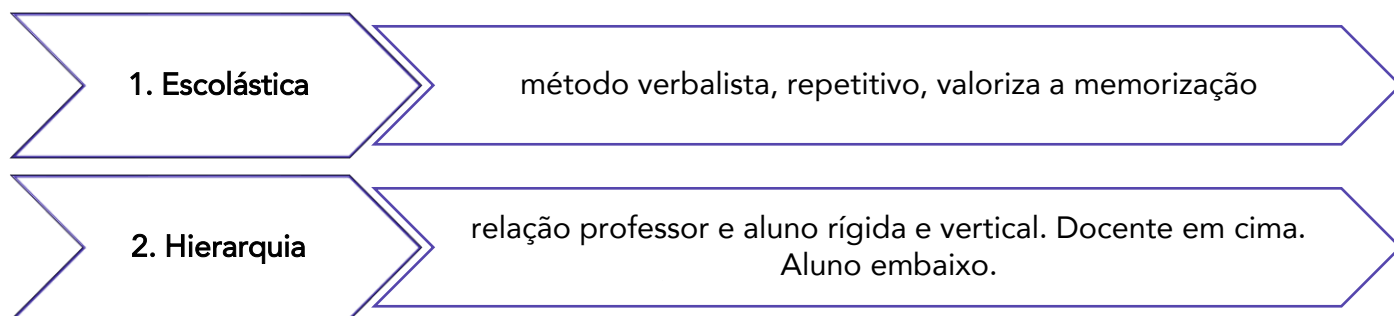 1. Escolástica
método verbalista, repetitivo, valoriza a memorização
2. Hierarquia
relação professor e aluno rígida e vertical. Docente em cima.
Aluno embaixo.